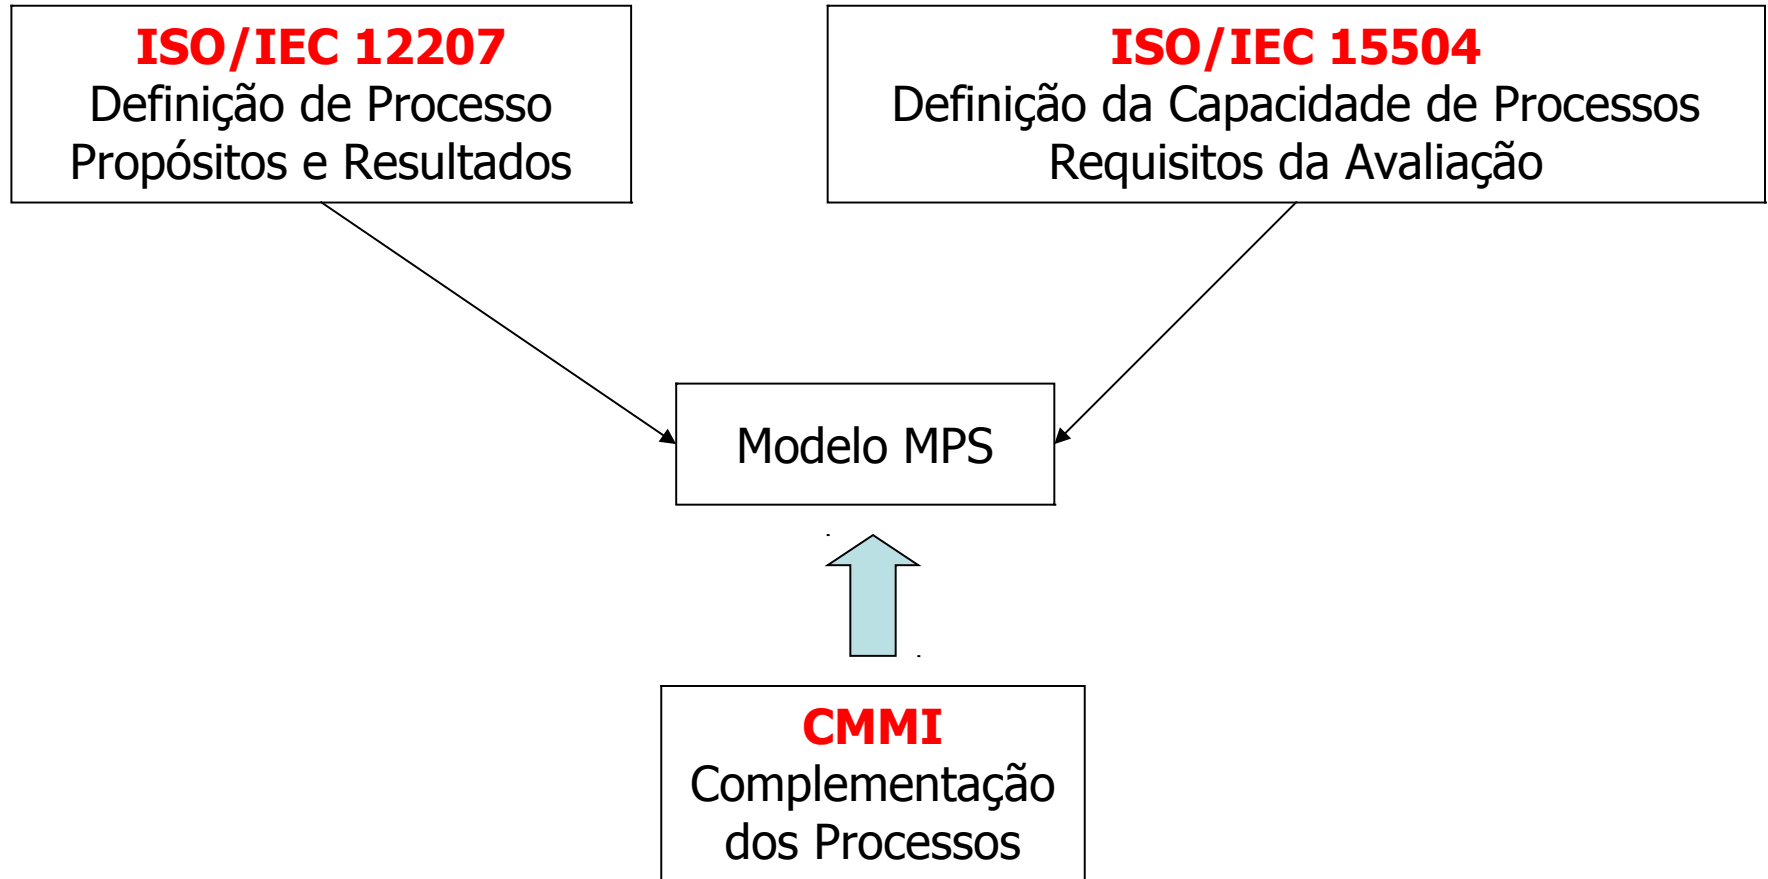 ISO/IEC 12207
Definição de Processo
Propósitos e Resultados
ISO/IEC 15504
Definição da Capacidade de Processos
Requisitos da Avaliação
Modelo MPS
CMMI
Complementação
dos Processos